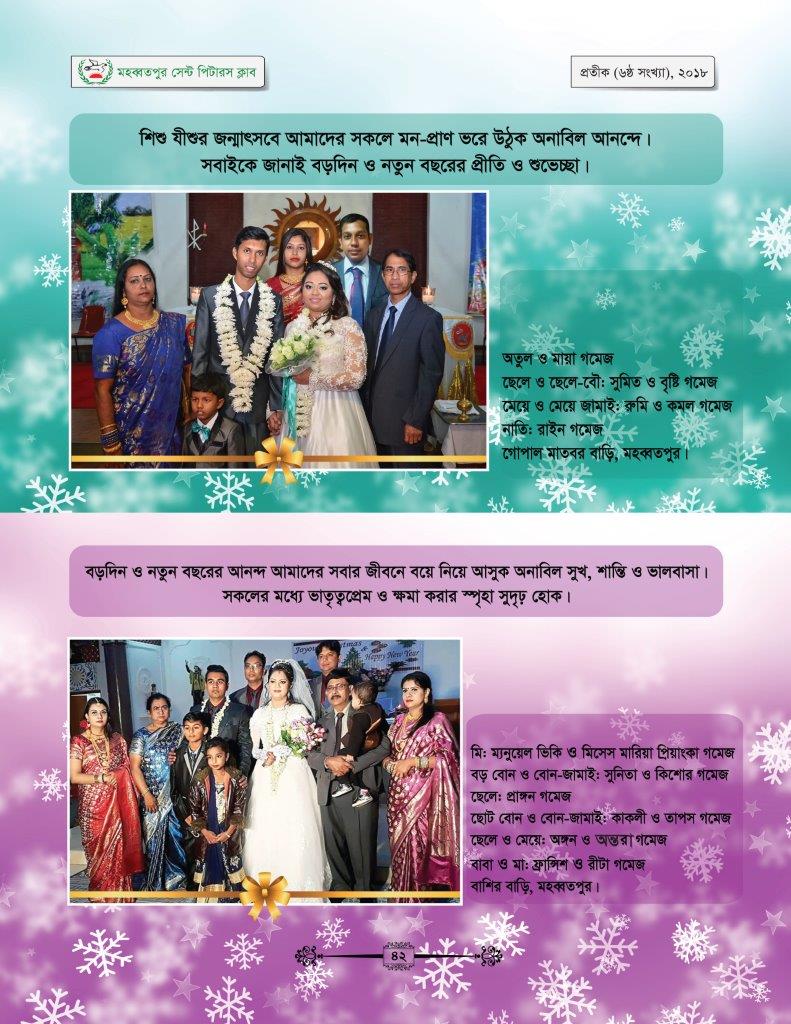 মহব্বতপুর সেন্ট পিটারস ক্লাব
প্রতীক (৬ষ্ঠ সংখ্যা), ২০১৮
শিশু যীশুর জন্মোৎসবে আমাদের সকলে মন-প্রাণ ভরে উঠুক অনাবিল আনন্দে।
সবাইকে জানাই বড়দিন ও নতুন বছরের প্রীতি ও শুভেচ্ছা।
অতুল ও মায়া গমেজ
ছেলে ও ছেলে-বৌ: সুমিত ও বৃষ্টি গমেজ
মেয়ে ও মেয়ে জামাই: রুমি ও কমল গমেজ
নাতি: রাইন গমেজ
গোপাল মাতবর বাড়ি, মহব্বতপুর।
বড়দিন ও নতুন বছরের আনন্দ আমাদের সবার জীবনে বয়ে নিয়ে আসুক অনাবিল সুখ, শান্তি ও ভালবাসা।
সকলের মধ্যে ভাতৃত্বপ্রেম ও ক্ষমা করার স্পৃহা সুদৃঢ় হোক।
Happy New Year
মি: ম্যনুয়েল ভিকি ও মিসেস মারিয়া প্রিয়াংকা গমেজ
বড় বোন ও বোন-জামাই: সুনিতা ও কিশোর গমেজ
ছেলে: প্রাঙ্গন গমেজ
ছোট বোন ও বোন-জামাই: কাকলী ও তাপস গমেজ
ছেলে ও মেয়ে: অঙ্গন ও অন্তরা গমেজ
বাবা ও মা: ফ্রান্সিশ ও রীটা গমেজ
বাশির বাড়ি, মহব্বতপুর।
৪২